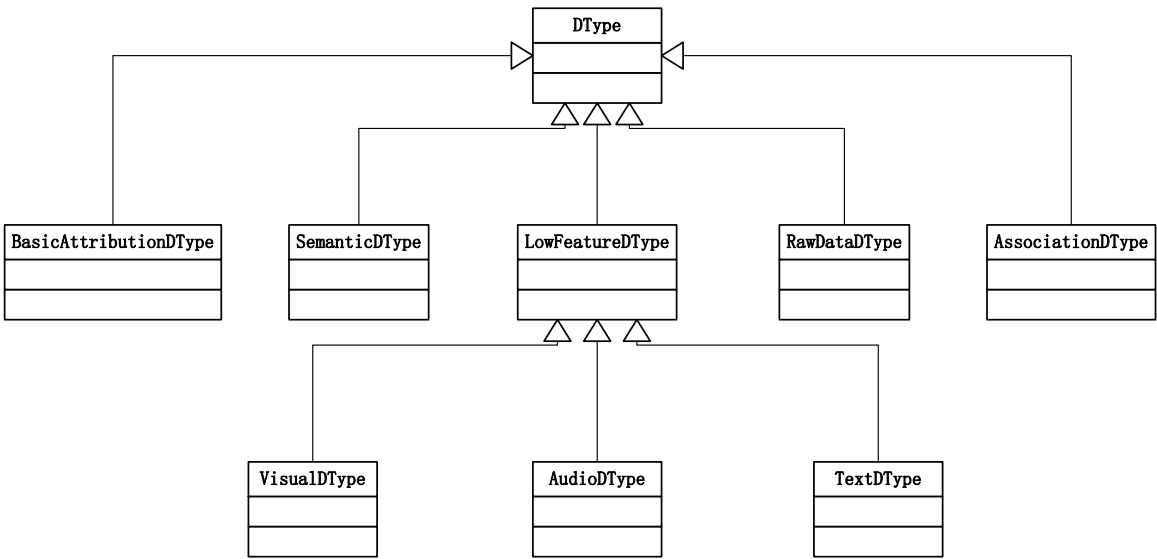 DType
BasicAttributionDType
SemanticDType
LowFeatureDType
RawDataDType
AssociationDType
VisualDType
AudioDType
TextDType